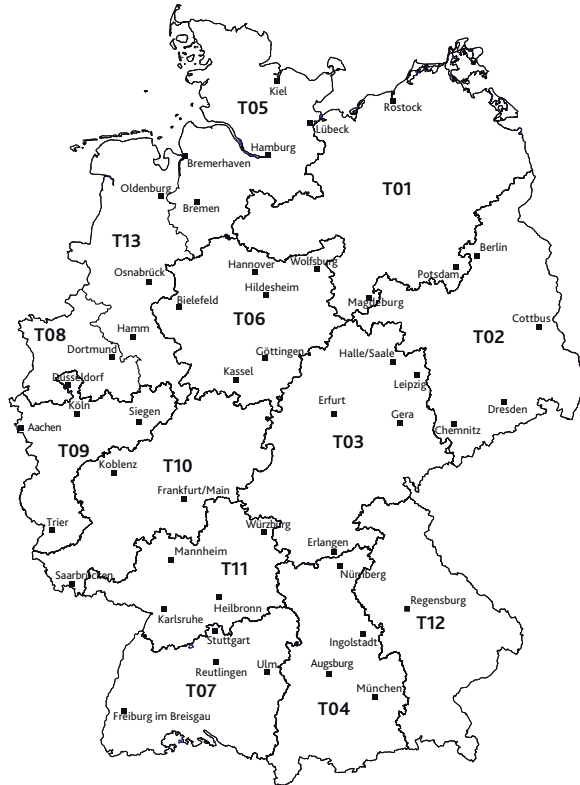 Kiel
T05
Rostock
Lübeck
Hamburg
Bremerhaven
Oldenburg
T01
Bremen
T13
Berlin
Hannover
Wolfsburg
Potsdam
Osnabrück
Hildesheim
Bielefeld
Magdeburg
T06
Cottbus
T08
Hamm
T02
Dortmund
Göttingen
Halle/Saale
Düsseldorf
Kassel
Leipzig
Köln
Siegen
Erfurt
Gera
Dresden
Aachen
Chemnitz
T09
T03
Koblenz
T10
Frankfurt/Main
Trier
Würzburg
Erlangen
Mannheim
T11
Nürnberg
Saarbrücken
Heilbronn
Regensburg
Karlsruhe
T12
Stuttgart
Ingolstadt
Reutlingen
Ulm
Augsburg
T07
München
T04
Freiburg im Breisgau